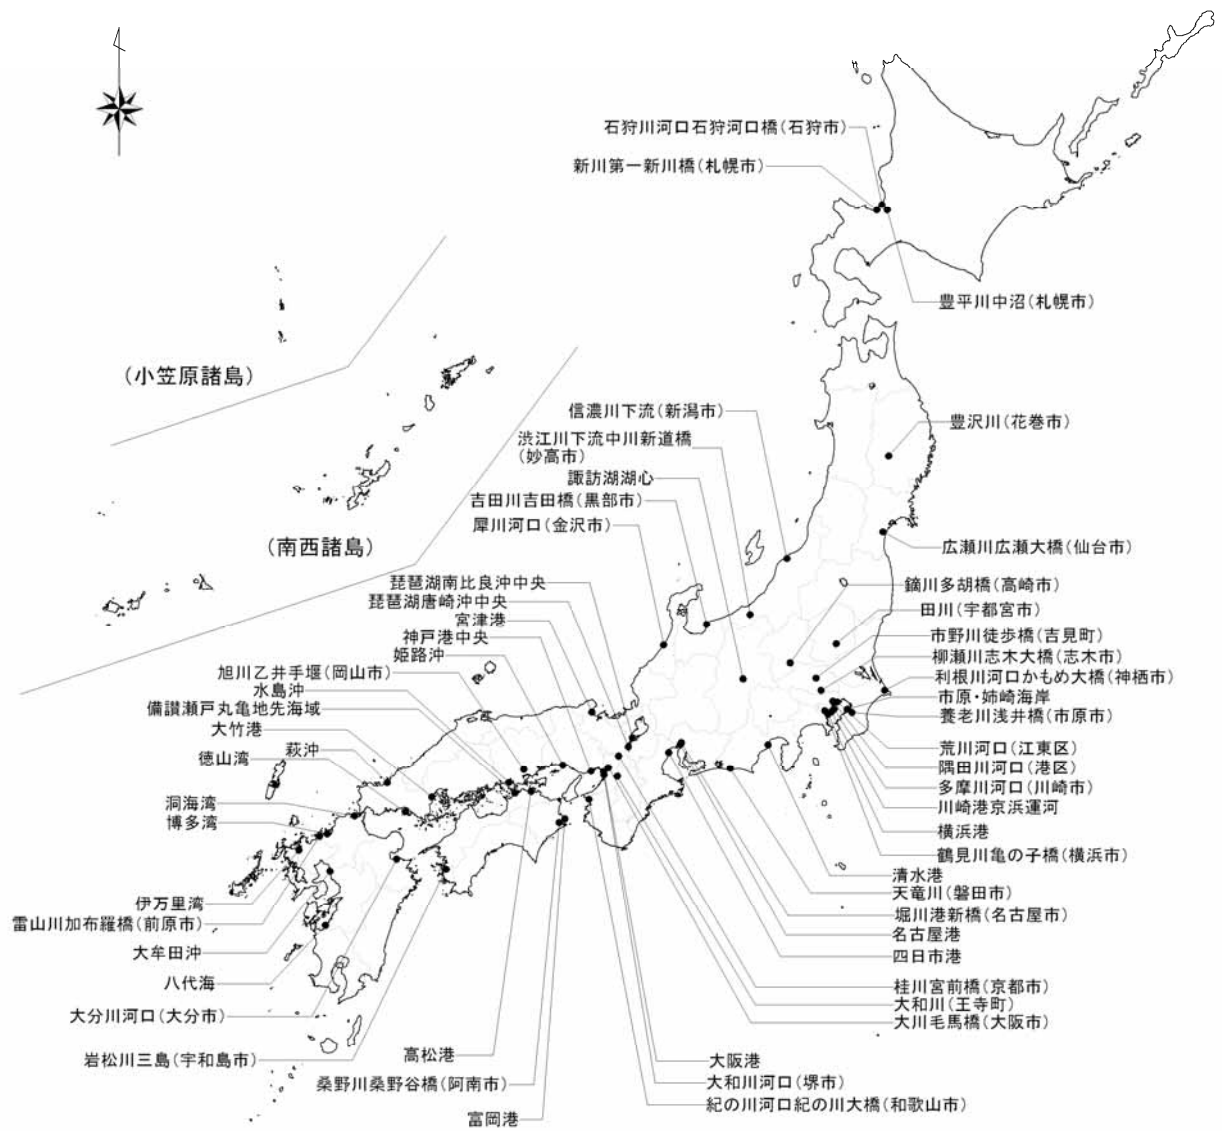 石狩川河口石狩河口橋(石狩市)
新川第一新川橋(札幌市)
豊平川中沼(札幌市)
(小笠原諸島)
(南西諸島)
信濃川下流(新潟市)
渋江川下流中川新道橋
(妙高市)
諏訪湖湖心
吉田川吉田橋(黒部市)
犀川河口(金沢市)
豊沢川(花巻市)
広瀬川広瀬大橋(仙台市)
琵琶湖南比良沖中央
琵琶湖唐崎沖中央
宮津港
神戸港中央
姫路沖
旭川乙井手堰(岡山市)
水島沖
備讃瀬戸丸亀地先海域
大竹港
萩沖
徳山湾
洞海湾
博多湾
鏑川多胡橋(高崎市)
田川(宇都宮市)
市野川徒歩橋(吉見町)
柳瀬川志木大橋(志木市)
利根川河口かもめ大橋(神栖市)
市原・姉崎海岸
養老川浅井橋(市原市)
荒川河口(江東区)
隅田川河口(港区)
多摩川河口(川崎市)
川崎港京浜運河
横浜港
鶴見川亀の子橋(横浜市)
清水港
天竜川(磐田市)
堀川港新橋(名古屋市)
名古屋港
四日市港
桂川宮前橋(京都市)
大和川(王寺町)
大川毛馬橋(大阪市)
伊万里湾
雷山川加布羅橋(前原市)
大牟田沖
八代海
大分川河口(大分市)
岩松川三島(宇和島市)
高松港
桑野川桑野谷橋(阿南市)
富岡港
大阪港
大和川河口(堺市)
紀の川河口紀の川大橋(和歌山市)